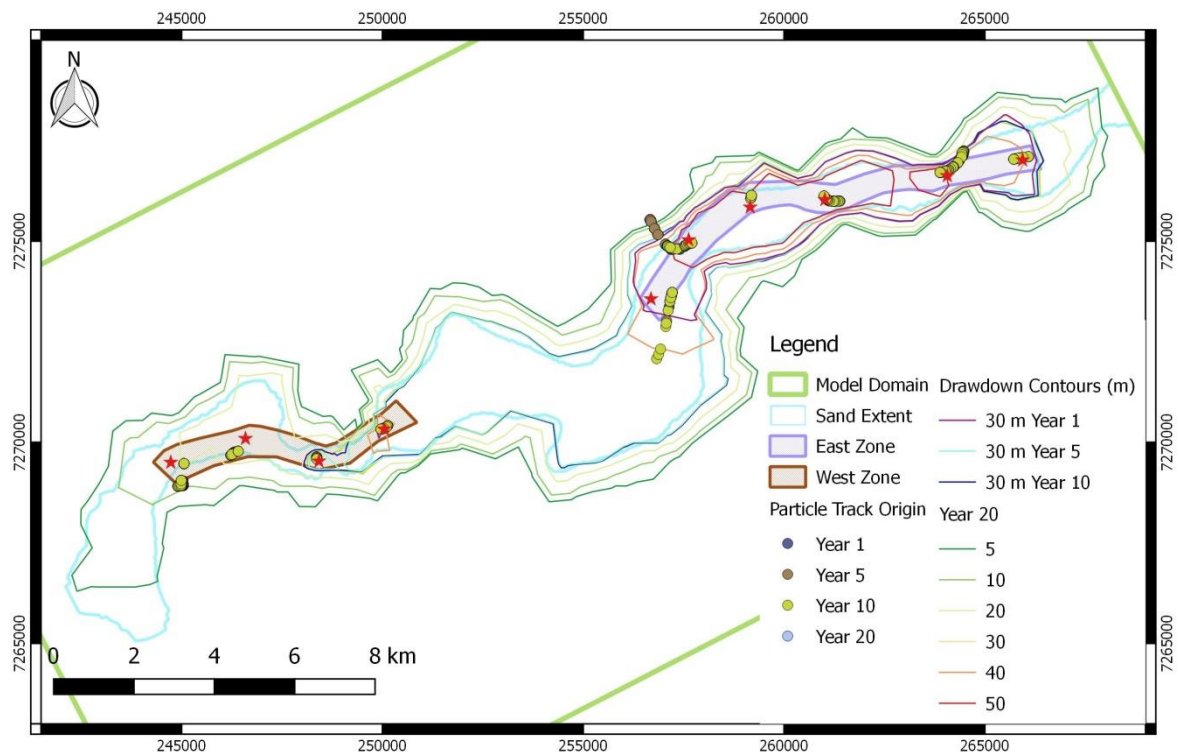 245000 250000 255000 260000 265000
N
7275000 7275000
7270000 7270000
7265000 7265000
Legend
Model Domain
Sand Extent
East Zone
West Zone
Particle Track Origin
Year 1
Year 5
Year 10
Year 20
Drawdown Contours (m)
30 m Year 1
30 m Year 5
30 m Year 10
Year 20
5
10
20
30
40
50
0 2 4 6 8 km
245000 250000 255000 260000 265000